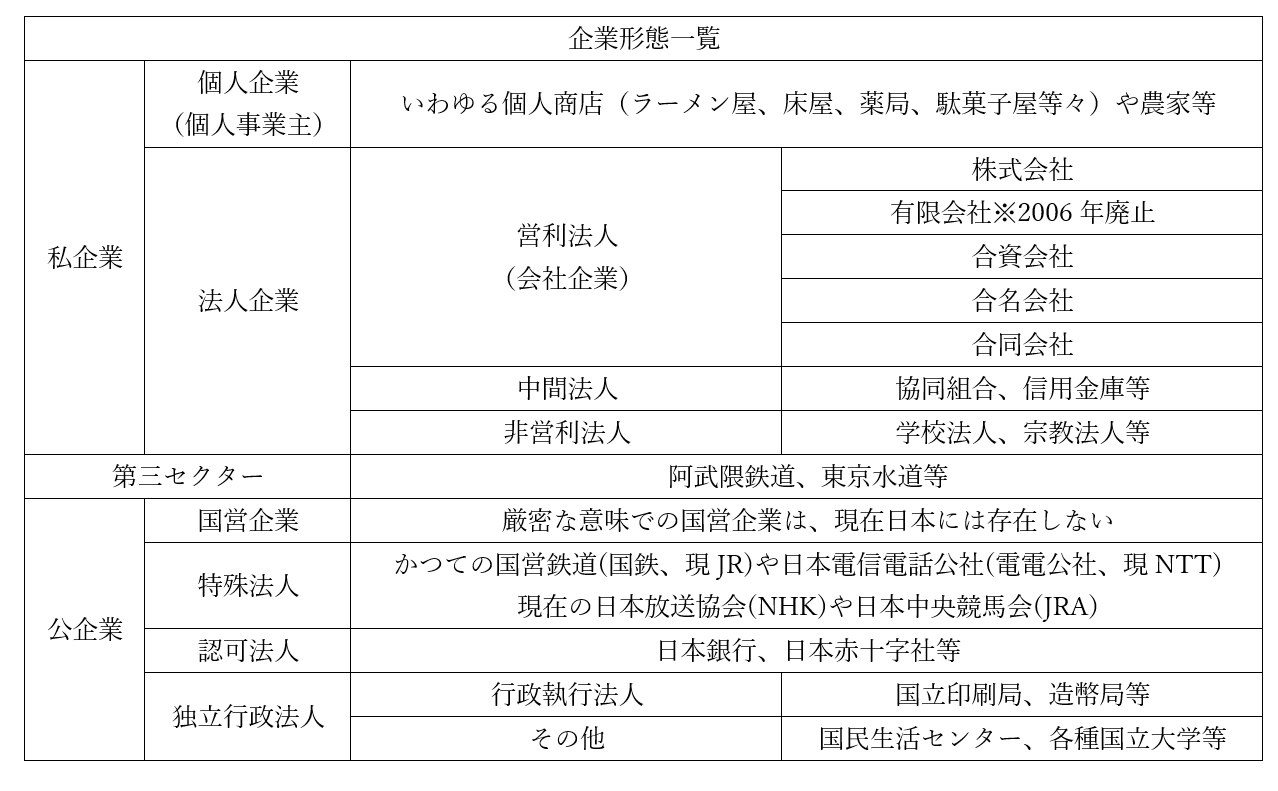 企業形態一覧
私企業
個人企業
（個人事業主）
いわゆる個人商店（ラーメン屋、床屋、薬局、駄菓子屋等々）や農家等
法人企業
営利法人
（会社企業）
株式会社
有限会社※2006 年廃止
合資会社
合名会社
合同会社
中間法人
協同組合、信用金庫等
非営利法人
学校法人、宗教法人等
第三セクター
阿武隈鉄道、東京水道等
公企業
国営企業
厳密な意味での国営企業は、現在日本には存在しない
特殊法人
かつての国営鉄道(国鉄、現 JR)や日本電信電話公社(電電公社、現 NTT)
現在の日本放送協会(NHK)や日本中央競馬会(JRA)
認可法人
日本銀行、日本赤十字社等
独立行政法人
行政執行法人
国立印刷局、造幣局等
その他
国民生活センター、各種国立大学等